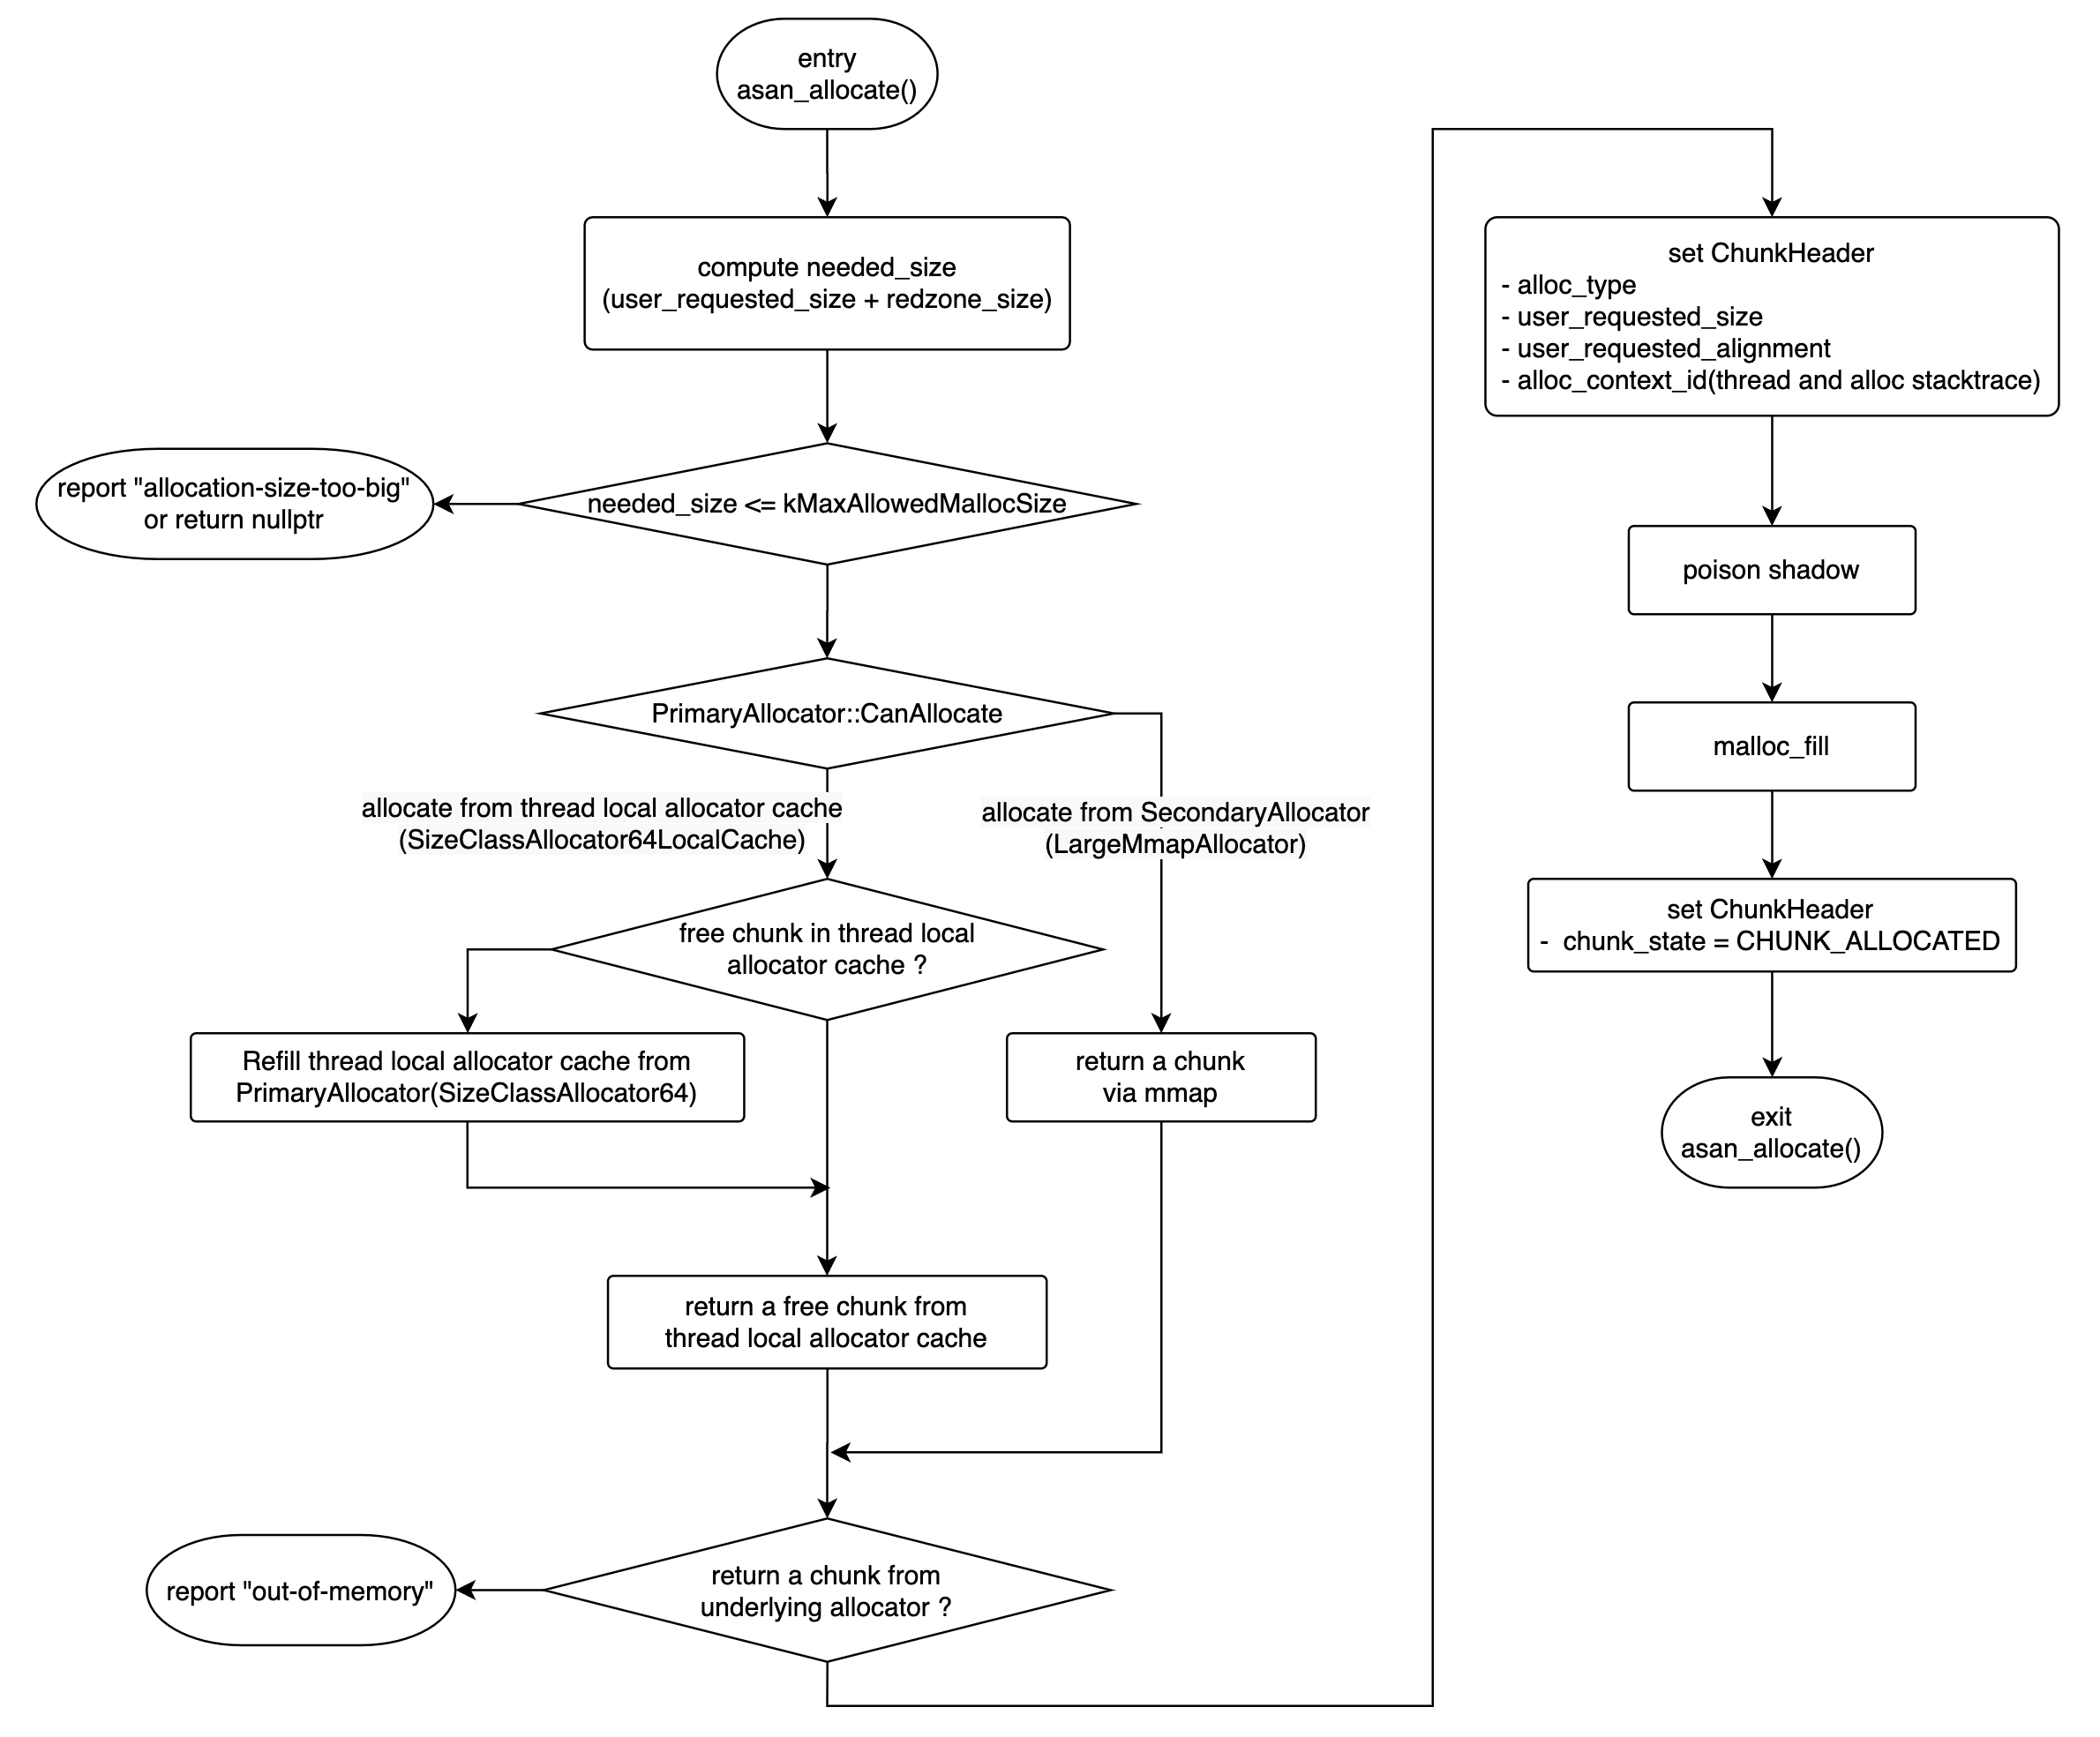 entry
asan_allocate()
compute needed_size
(user_requested_size + redzone_size)
needed_size <= kMaxAllowedMallocSize
report "allocation-size-too-big"
or return nullptr
PrimaryAllocator::CanAllocate
allocate from thread local allocator cache
(SizeClassAllocator64LocalCache)
allocate from SecondaryAllocator
(LargeMmapAllocator)
free chunk in thread local
allocator cache ?
Refill thread local allocator cache from
PrimaryAllocator(SizeClassAllocator64)
return a chunk
via mmap
return a free chunk from
thread local allocator cache
return a chunk from
underlying allocator ?
report "out-of-memory"
set ChunkHeader
- alloc_type
- user_requested_size
- user_requested_alignment
- alloc_context_id(thread and alloc stacktrace)
poison shadow
malloc_fill
set ChunkHeader
- chunk_state = CHUNK_ALLOCATED
exit
asan_allocate()